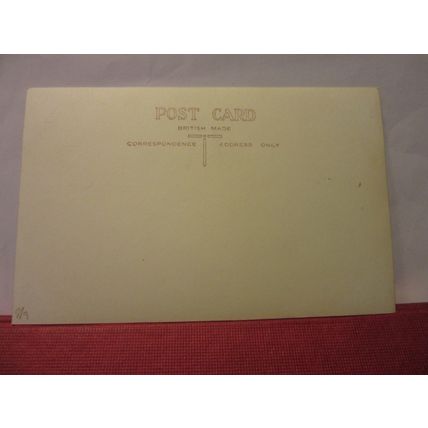 POST CARD
BRITISH MADE
CORRESPONDENCE ADDRESS ONLY